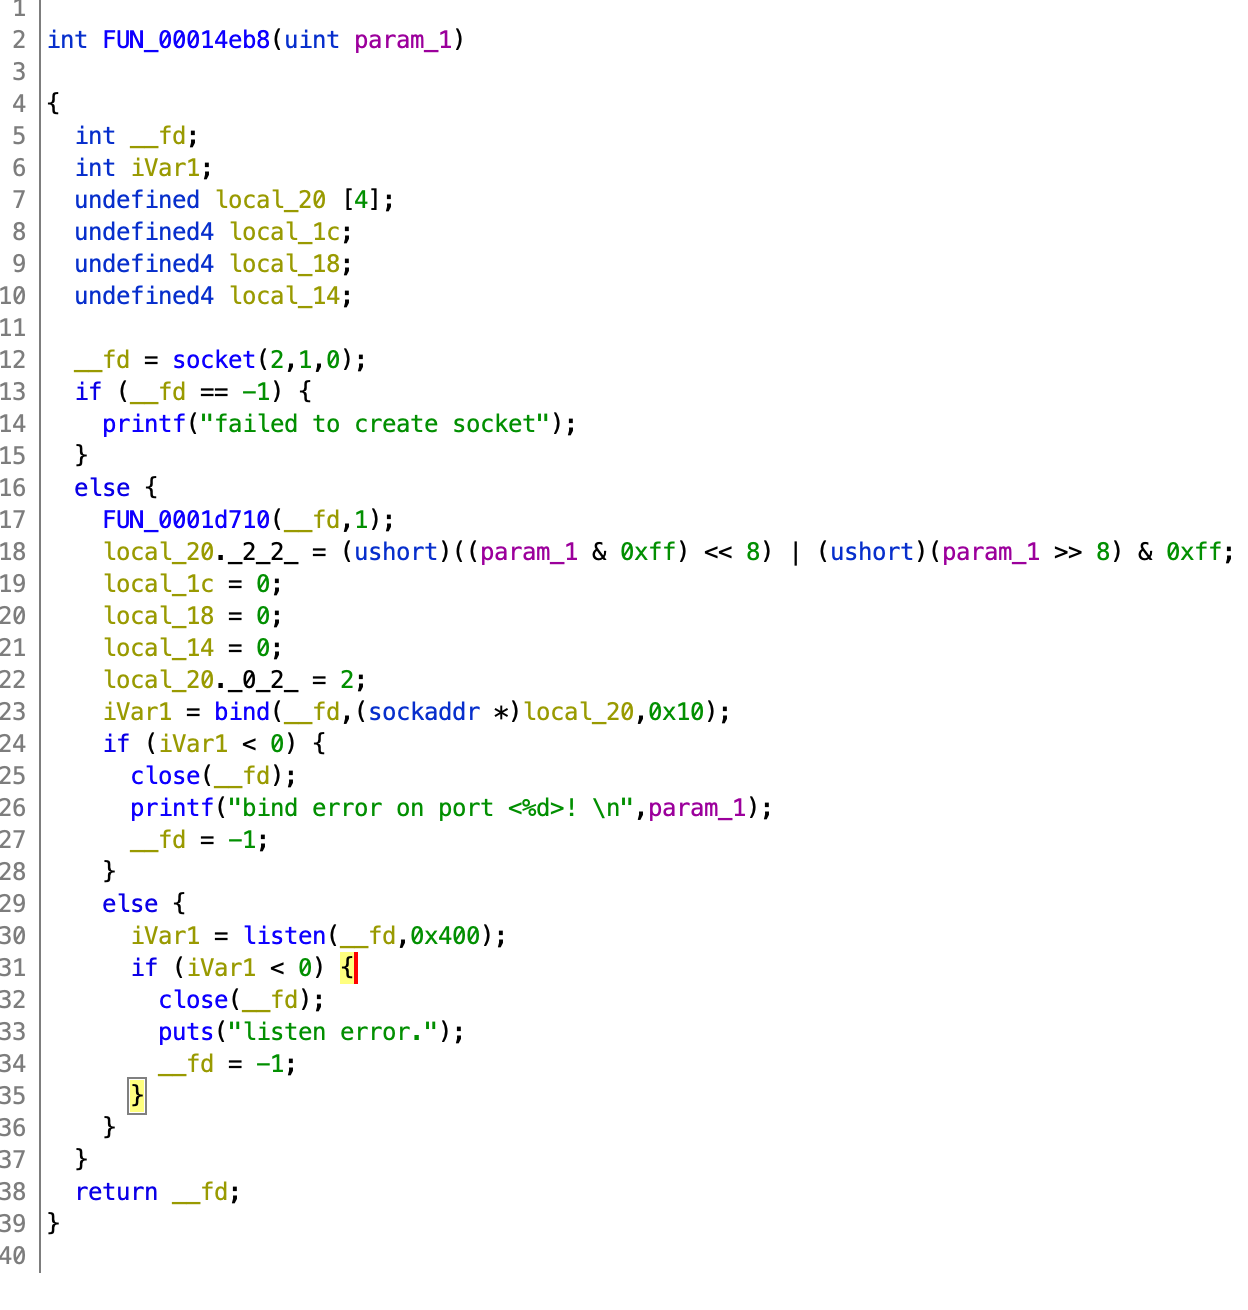 1
2 int FUN_00014eb8(uint param_1)
3
4 {
5   int __fd;
6   int iVar1;
7   undefined local_20 [4];
8   undefined4 local_1c;
9   undefined4 local_18;
10   undefined4 local_14;
11
12   __fd = socket(2,1,0);
13   if (__fd == -1) {
14     printf("failed to create socket");
15   }
16   else {
17     FUN_0001d710(__fd,1);
18     local_20._2_2_ = (ushort)((param_1 & 0xff) << 8) | (ushort)(param_1 >> 8) & 0xff;
19     local_1c = 0;
20     local_18 = 0;
21     local_14 = 0;
22     local_20._0_2_ = 2;
23     iVar1 = bind(__fd,(sockaddr *)local_20,0x10);
24     if (iVar1 < 0) {
25       close(__fd);
26       printf("bind error on port <%d>! \n",param_1);
27       __fd = -1;
28     }
29     else {
30       iVar1 = listen(__fd,0x400);
31       if (iVar1 < 0) {
32         close(__fd);
33         puts("listen error.");
34         __fd = -1;
35       }
36     }
37   }
38   return __fd;
39 }
40